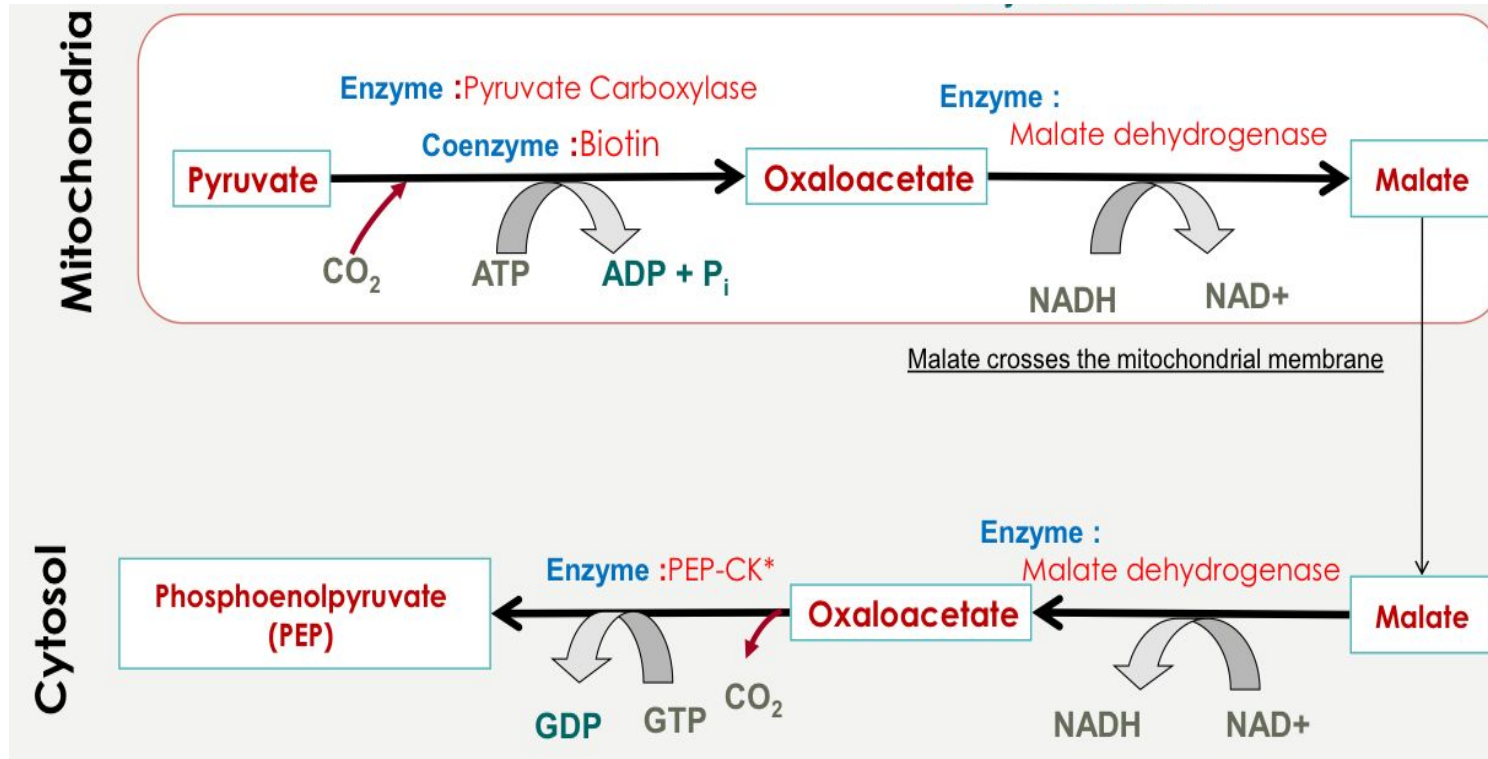 Mitochondria
Enzyme :Pyruvate Carboxylase
Coenzyme :Biotin
Enzyme :
Malate dehydrogenase
Pyruvate
Oxaloacetate
Malate
CO₂
ATP
ADP + Pᵢ
NADH
NAD+
Malate crosses the mitochondrial membrane
Cytosol
Enzyme :
Malate dehydrogenase
Enzyme :PEP-CK*
Phosphoenolpyruvate
(PEP)
Oxaloacetate
Malate
GDP
GTP
CO₂
NADH
NAD+